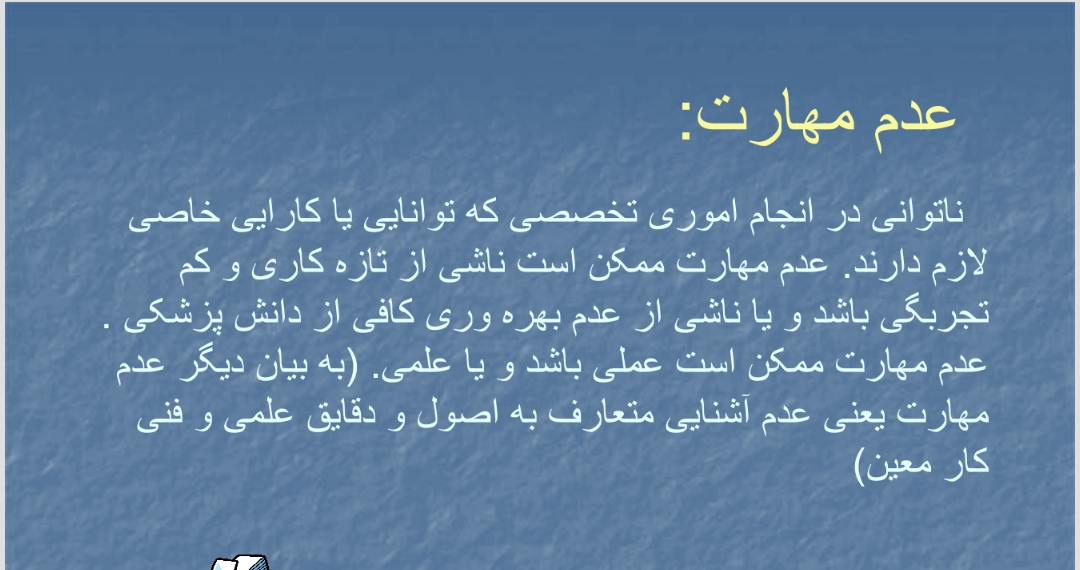 عدم مهارت:
ناتوانی در انجام اموری تخصصی که توانایی یا کارایی خاصی
لازم دارند. عدم مهارت ممکن است ناشی از تازه کاری و کم
تجربگی باشد و یا ناشی از عدم بهره وری کافی از دانش پزشکی .
عدم مهارت ممکن است عملی باشد و یا علمی. (به بیان دیگر عدم
مهارت یعنی عدم آشنایی متعارف به اصول و دقایق علمی و فنی
کار معین)